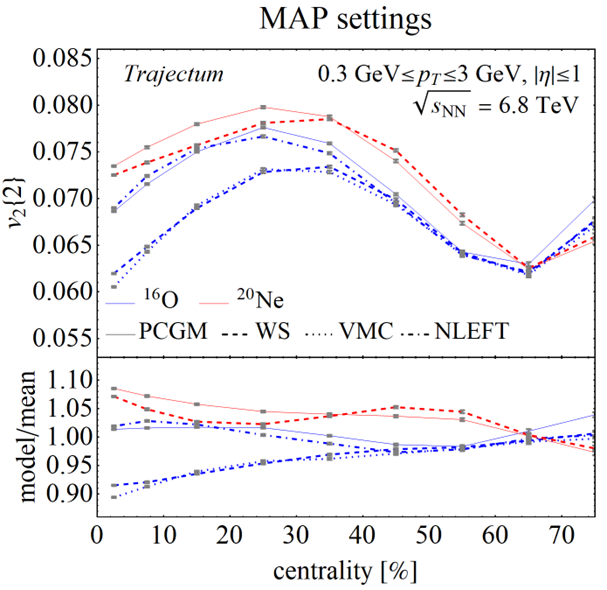 MAP settings
0.085
Trajectum
0.3 GeV≤pT≤3 GeV, |η|≤1
√sNN = 6.8 TeV
0.080
0.075
0.070
0.065
0.060
0.055
v2{2}
16O 20Ne
PCGM WS VMC NLEFT
1.10
1.05
1.00
0.95
0.90
model/mean
0 10 20 30 40 50 60 70
centrality [%]